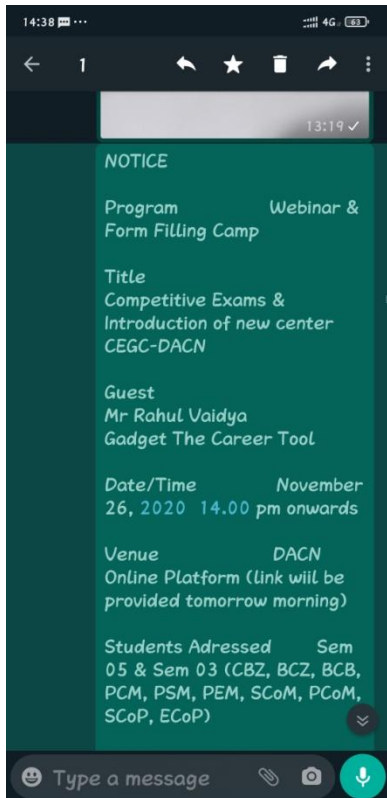 14:38 ...
4G 63
1
13:19
NOTICE
Program Webinar &
Form Filling Camp
Title
Competitive Exams &
Introduction of new center
CEGC-DACN
Guest
Mr Rahul Vaidya
Gadget The Career Tool
Date/Time November
26, 2020 14.00 pm onwards
Venue DACN
Online Platform (link wiil be
provided tomorrow morning)
Students Adressed Sem
05 & Sem 03 (CBZ, BCZ, BCB,
PCM, PSM, PEM, SCoM, PCoM,
SCoP, ECoP)
Type a message